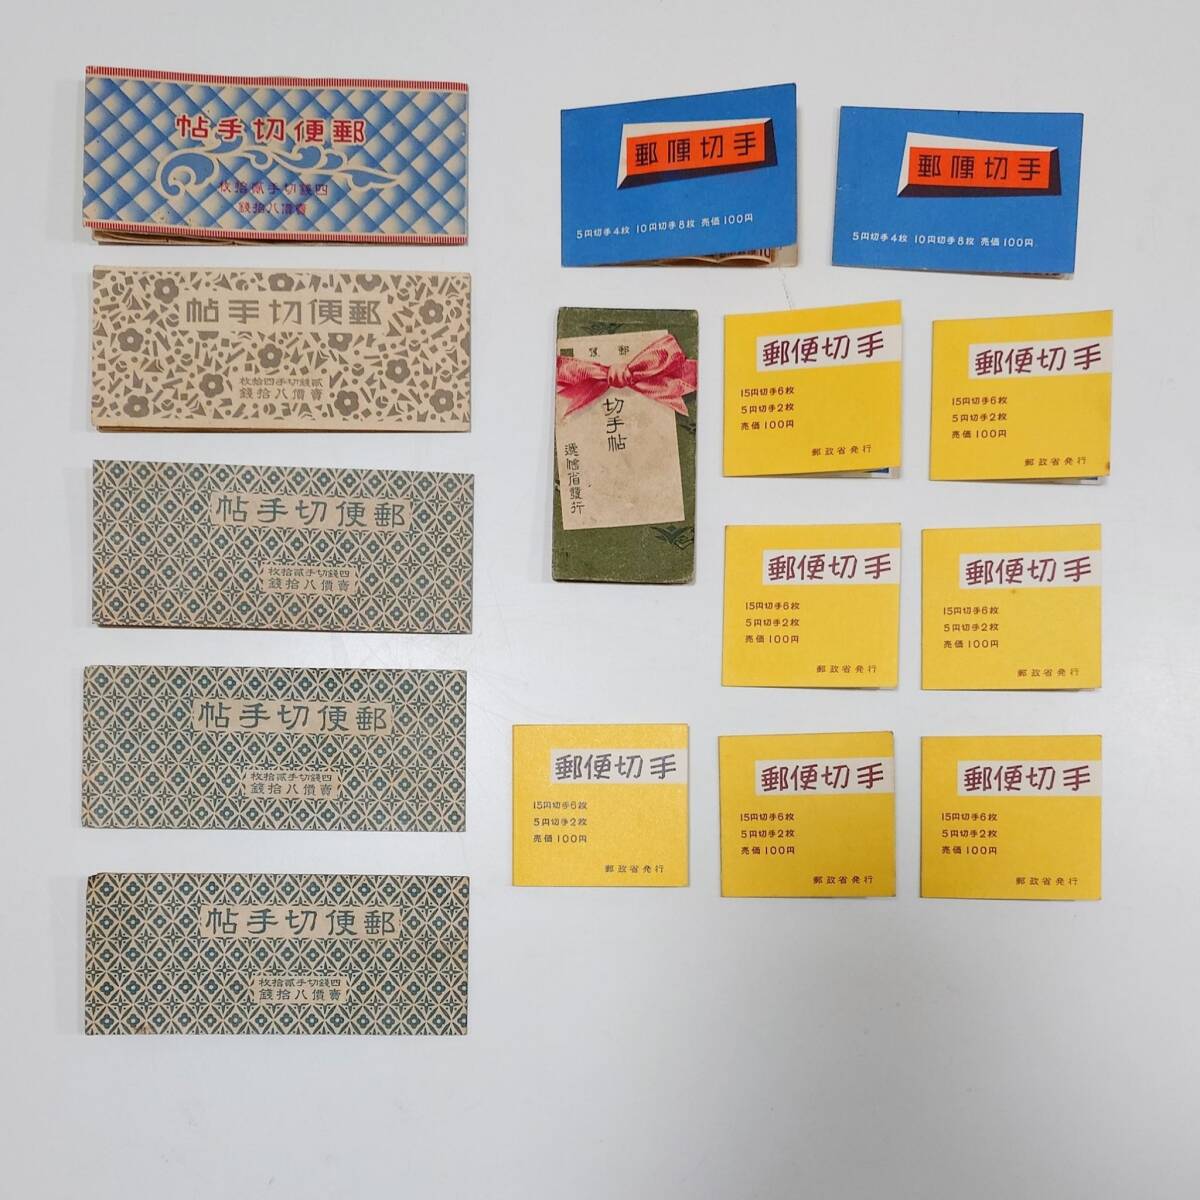 郵便切手帖
四錢切手貳拾枚
賣價八拾錢
郵便切手帖
貳錢切手四拾枚
賣價八拾錢
郵便切手帖
四錢切手貳拾枚
賣價八拾錢
郵便切手帖
四錢切手貳拾枚
賣價八拾錢
郵便切手帖
四錢切手貳拾枚
賣價八拾錢
郵便切手
5円切手4枚 10円切手8枚 売価100円
郵便切手
5円切手4枚 10円切手8枚 売価100円
郵便
切手帖
遞信省發行
郵便切手
15円切手6枚
5円切手2枚
売価100円
郵政省発行
郵便切手
15円切手6枚
5円切手2枚
売価100円
郵政省発行
郵便切手
15円切手6枚
5円切手2枚
売価100円
郵政省発行
郵便切手
15円切手6枚
5円切手2枚
売価100円
郵政省発行
郵便切手
15円切手6枚
5円切手2枚
売価100円
郵政省発行
郵便切手
15円切手6枚
5円切手2枚
売価100円
郵政省発行
郵便切手
15円切手6枚
5円切手2枚
売価100円
郵政省発行